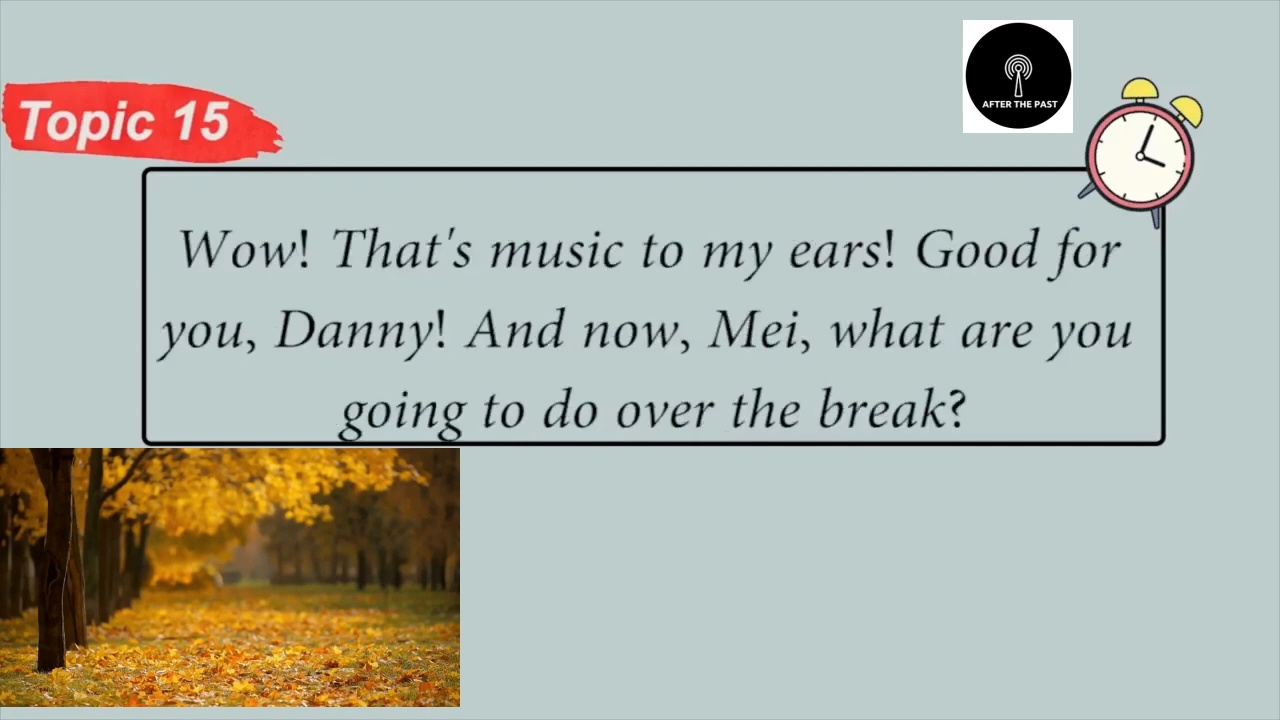 AFTER THE PAST
Topic 15
Wow! That's music to my ears! Good for
you, Danny! And now, Mei, what are you
going to do over the break?